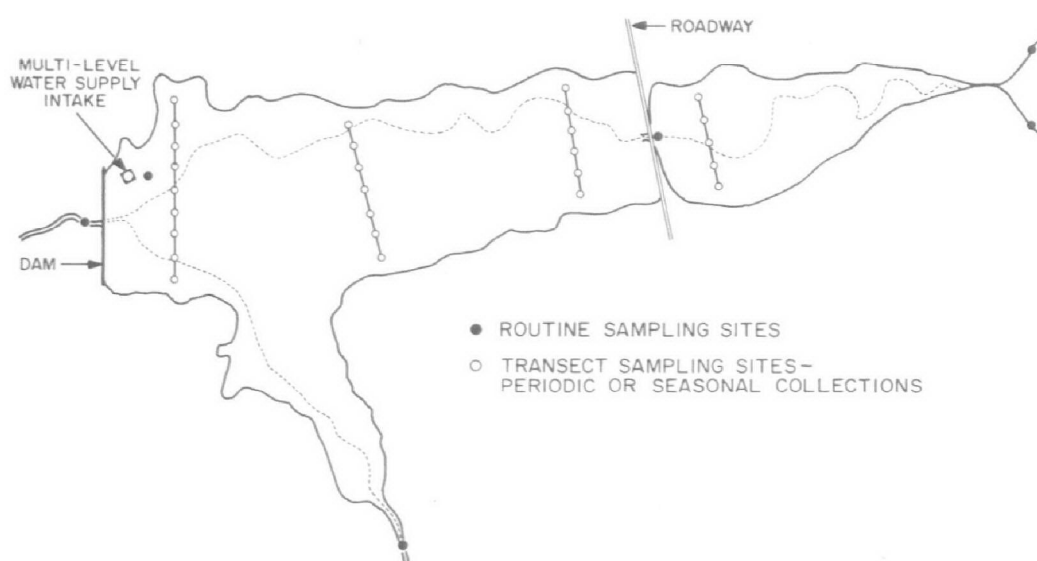 ROADWAY
MULTI-LEVEL
WATER SUPPLY
INTAKE
DAM
ROUTINE SAMPLING SITES
TRANSECT SAMPLING SITES–
PERIODIC OR SEASONAL COLLECTIONS